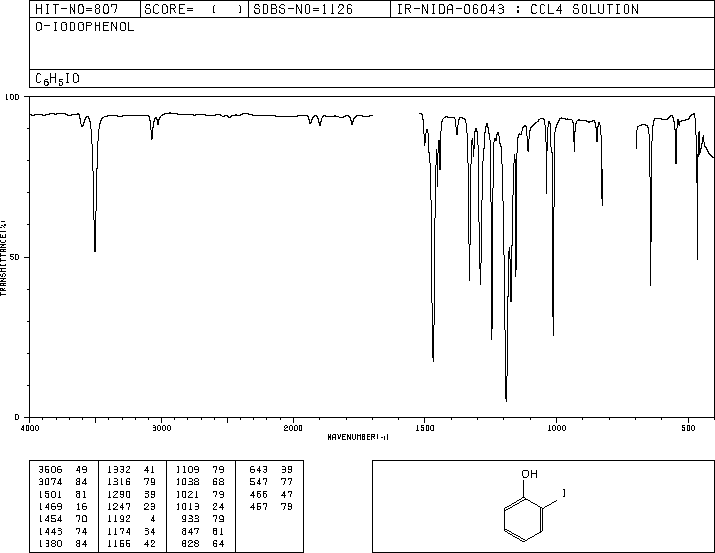 HIT-NO=807 SCORE= ( ) SDBS-NO=1126 IR-NIDA-06043 : CCL4 SOLUTION
O-IODOPHENOL
C6H5IO
100
50
0
TRANSMITTANCE(%)
4000 3000 2000 1500 1000 500
WAVENUMBER(-1)
3506 49 1332 41 1109 79 643 39
3074 84 1316 79 1038 68 547 77
1501 81 1290 39 1021 79 466 47
1469 16 1247 23 1013 24 457 79
1454 70 1192 4 933 79
1443 74 1174 34 847 81
1380 84 1156 42 828 64
OH
I